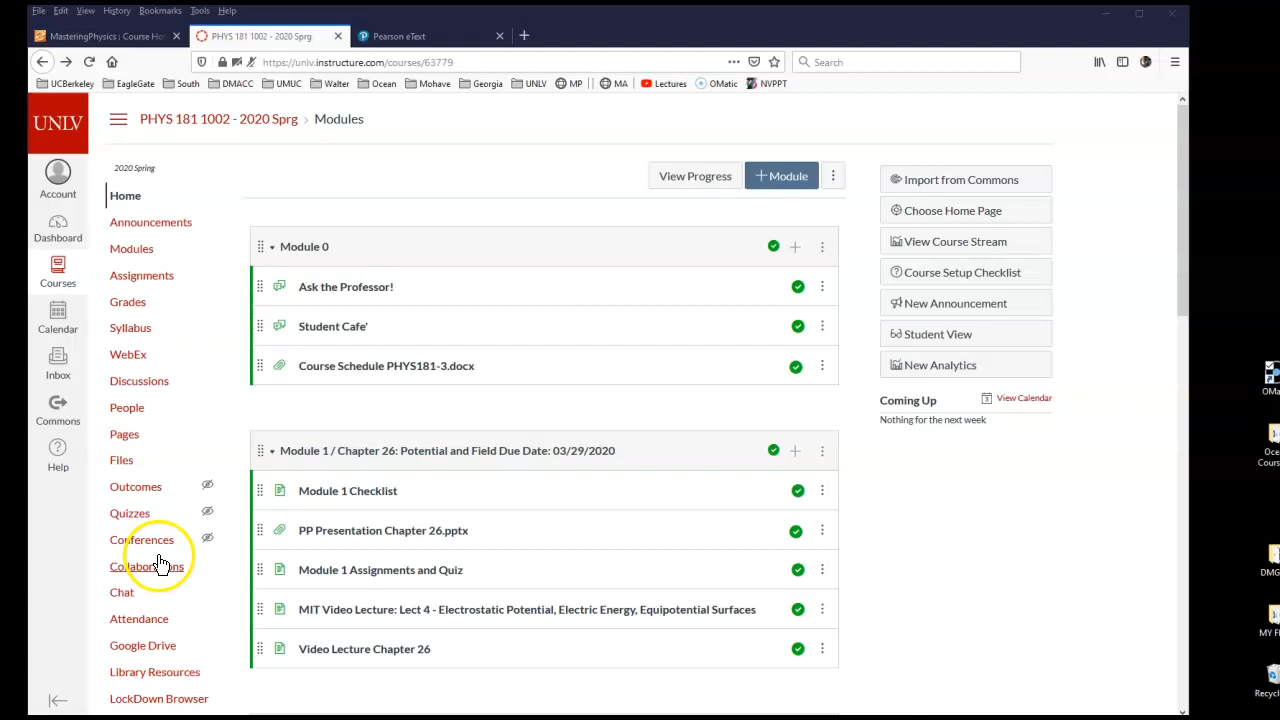 File Edit View History Bookmarks Tools Help
MasteringPhysics : Course Ho
PHYS 181 1002 - 2020 Sprg
Pearson eText
https://unlv.instructure.com/courses/63779
Search
UCBerkeley EagleGate South DMACC UMUC Walter Ocean Mohave Georgia UNLV MP MA Lectures OMatic NVPPT
UNLV
PHYS 181 1002 - 2020 Sprg › Modules
Account
Dashboard
Courses
Calendar
Inbox
Commons
Help
2020 Spring
Home
Announcements
Modules
Assignments
Grades
Syllabus
WebEx
Discussions
People
Pages
Files
Outcomes
Quizzes
Conferences
Collaborations
Chat
Attendance
Google Drive
Library Resources
LockDown Browser
View Progress
+ Module
Module 0
Ask the Professor!
Student Cafe'
Course Schedule PHYS181-3.docx
Module 1 / Chapter 26: Potential and Field Due Date: 03/29/2020
Module 1 Checklist
PP Presentation Chapter 26.pptx
Module 1 Assignments and Quiz
MIT Video Lecture: Lect 4 - Electrostatic Potential, Electric Energy, Equipotential Surfaces
Video Lecture Chapter 26
Import from Commons
Choose Home Page
View Course Stream
Course Setup Checklist
New Announcement
Student View
New Analytics
Coming Up
View Calendar
Nothing for the next week
OMa
Oce
Cours
DMG
MY FI
Recycl